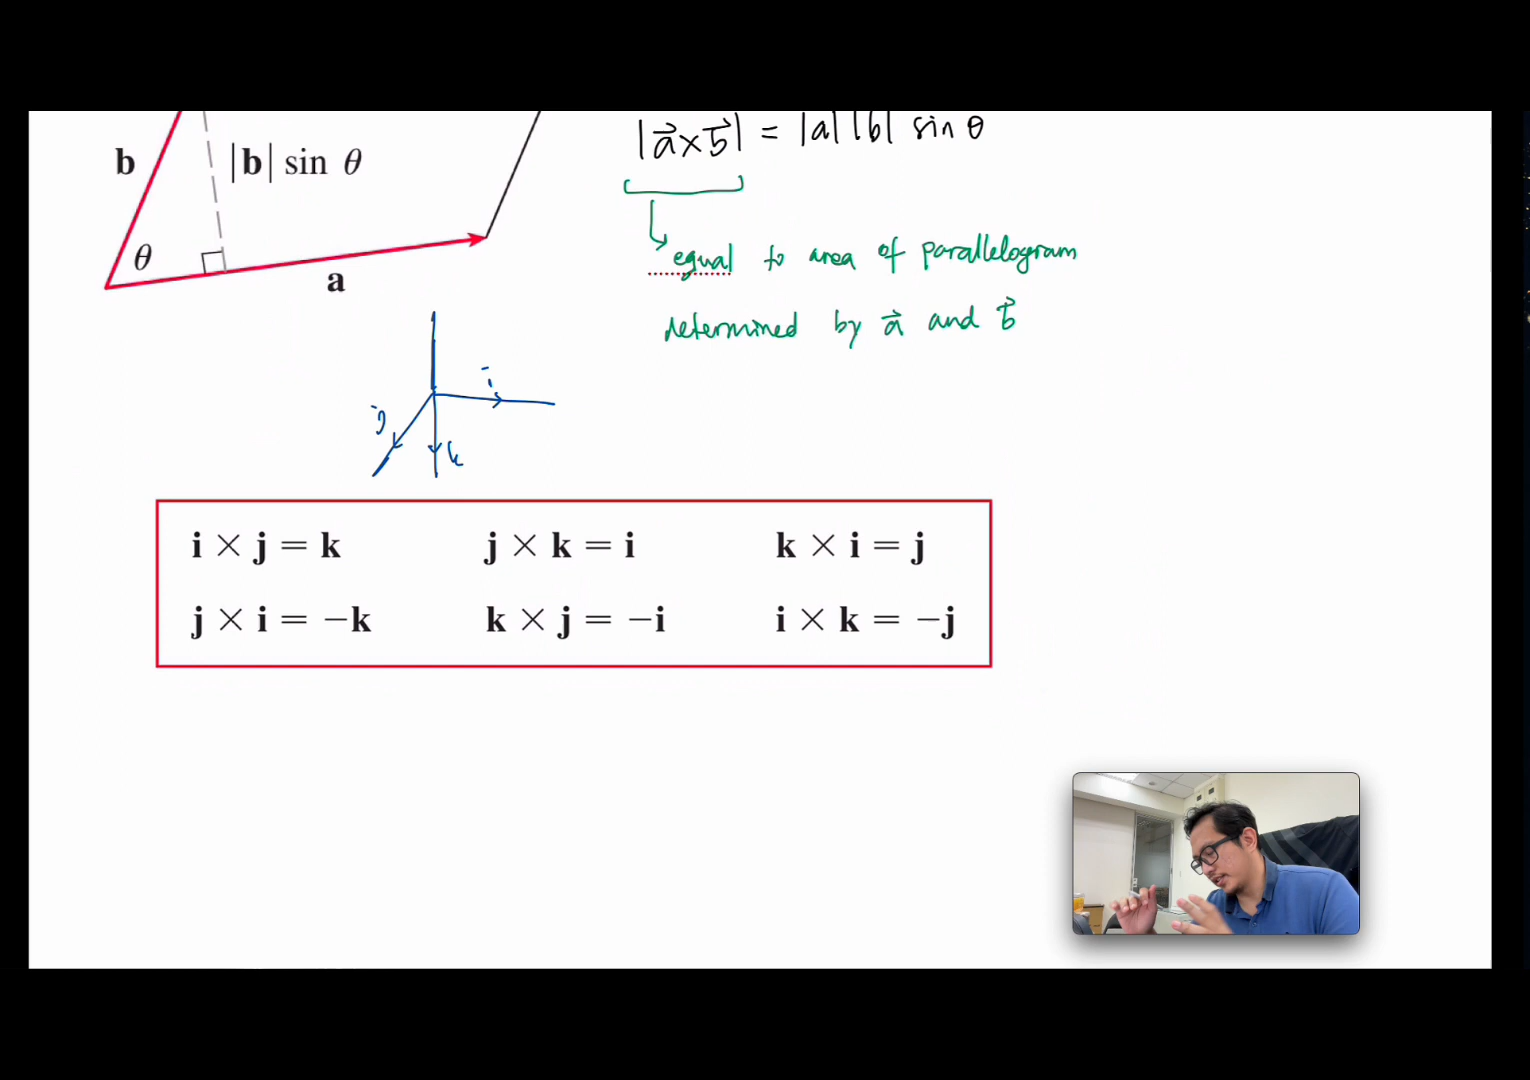 |a⃗ × b⃗| = |a| |b| sin θ
b
|b| sin θ
equal to area of parallelogram
θ
a
determined by a⃗ and b⃗
i
j
k
i × j = k j × k = i k × i = j
j × i = −k k × j = −i i × k = −j